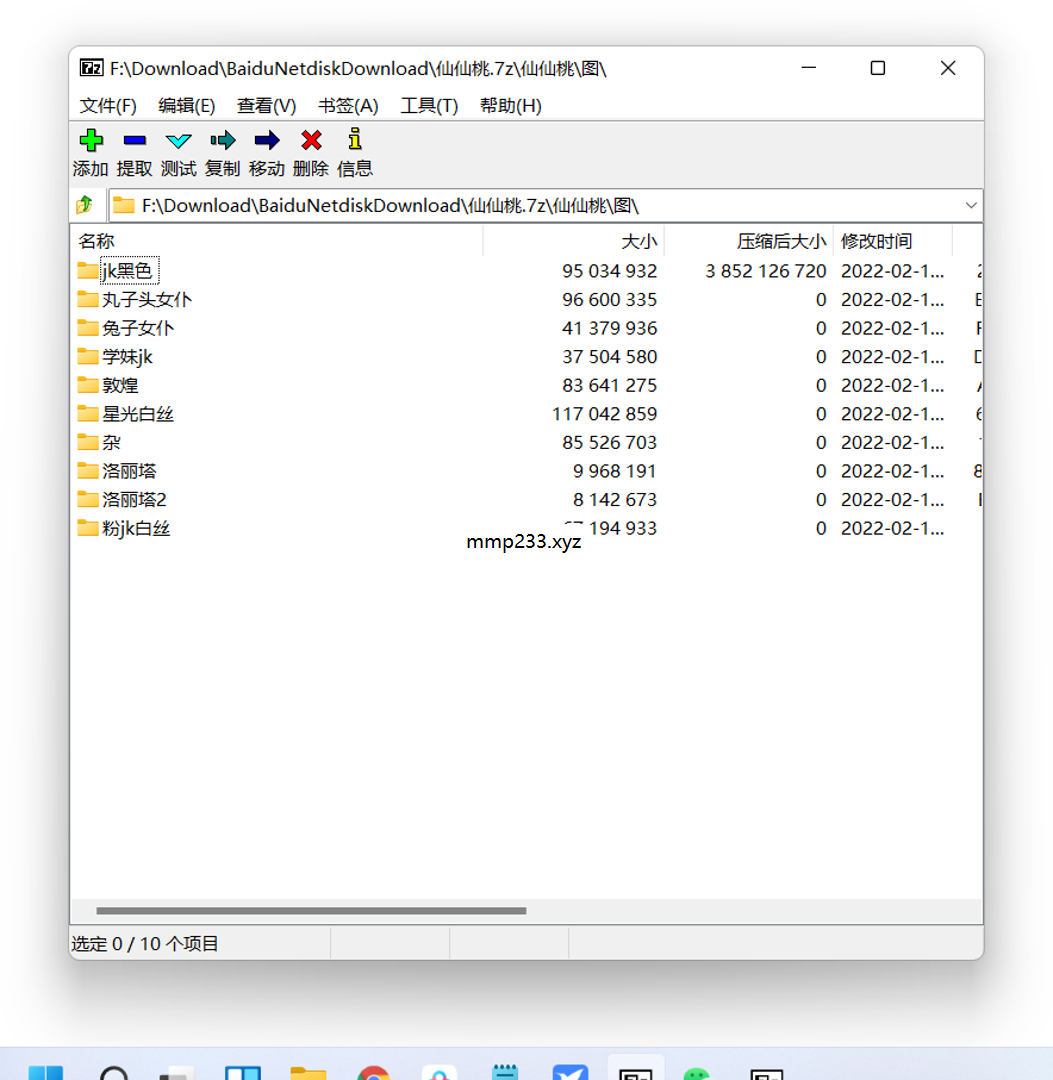 F:\Download\BaiduNetdiskDownload\仙仙桃.7z\仙仙桃\图\
文件(F) 编辑(E) 查看(V) 书签(A) 工具(T) 帮助(H)
添加 提取 测试 复制 移动 删除 信息
F:\Download\BaiduNetdiskDownload\仙仙桃.7z\仙仙桃\图\
名称 大小 压缩后大小 修改时间
jk黑色 95 034 932 3 852 126 720 2022-02-1...
丸子头女仆 96 600 335 0 2022-02-1...
兔子女仆 41 379 936 0 2022-02-1...
学妹jk 37 504 580 0 2022-02-1...
敦煌 83 641 275 0 2022-02-1...
星光白丝 117 042 859 0 2022-02-1...
杂 85 526 703 0 2022-02-1...
洛丽塔 9 968 191 0 2022-02-1...
洛丽塔2 8 142 673 0 2022-02-1...
粉jk白丝 194 933 0 2022-02-1...
mmp233.xyz
选定 0 / 10 个项目